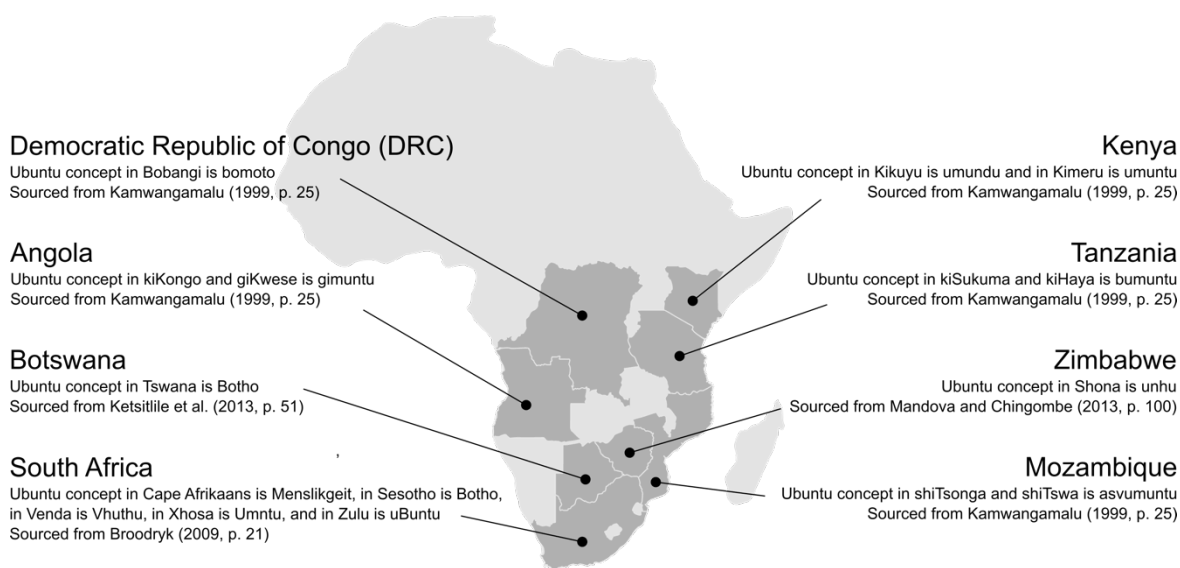 Democratic Republic of Congo (DRC)
Ubuntu concept in Bobangi is bomoto
Sourced from Kamwangamalu (1999, p. 25)
Angola
Ubuntu concept in kiKongo and giKwese is gimuntu
Sourced from Kamwangamalu (1999, p. 25)
Botswana
Ubuntu concept in Tswana is Botho
Sourced from Ketsitlile et al. (2013, p. 51)
South Africa
Ubuntu concept in Cape Afrikaans is Menslikgeit, in Sesotho is Botho,
in Venda is Vhuthu, in Xhosa is Umntu, and in Zulu is uBuntu
Sourced from Broodryk (2009, p. 21)
,
Kenya
Ubuntu concept in Kikuyu is umundu and in Kimeru is umuntu
Sourced from Kamwangamalu (1999, p. 25)
Tanzania
Ubuntu concept in kiSukuma and kiHaya is bumuntu
Sourced from Kamwangamalu (1999, p. 25)
Zimbabwe
Ubuntu concept in Shona is unhu
Sourced from Mandova and Chingombe (2013, p. 100)
Mozambique
Ubuntu concept in shiTsonga and shiTswa is asvumuntu
Sourced from Kamwangamalu (1999, p. 25)